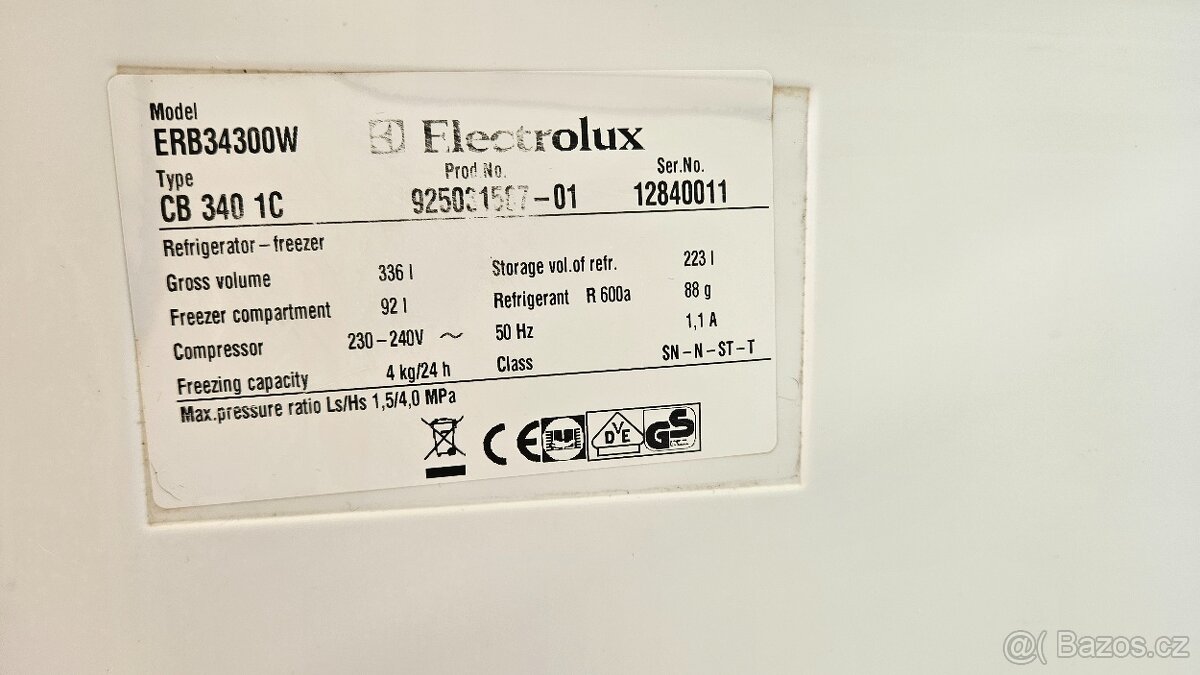 Model
ERB34300W
Electrolux
Type
Prod.No.
Ser.No.
CB 340 1C
-01
12840011
Refrigerator-freezer
Gross volume 336 l
Storage vol.of refr. 223 l
Freezer compartment 92 l
Refrigerant R 600a 88 g
Compressor 230-240V ~
50 Hz 1,1 A
Freezing capacity 4 kg/24 h
Class SN-N-ST-T
Max.pressure ratio Ls/Hs 1,5/4,0 MPa
CE
DVE
GS
@( Bazos.cz